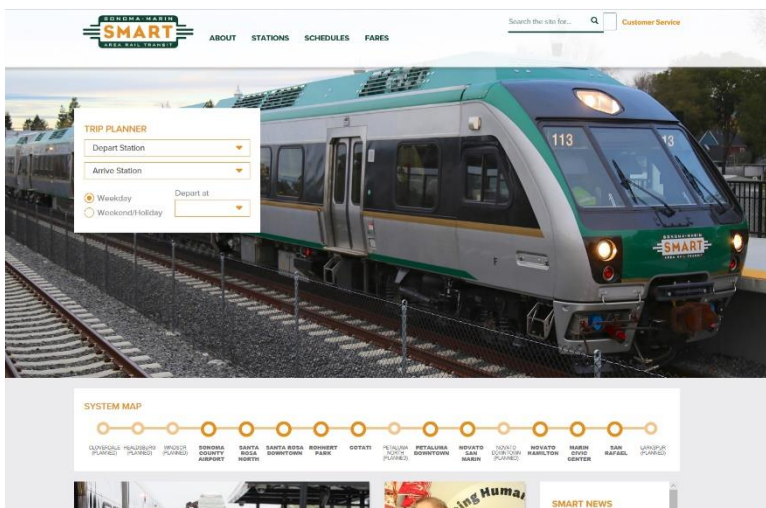 SONOMA-MARIN
SMART
AREA RAIL TRANSIT
ABOUT STATIONS SCHEDULES FARES
Search the site for...
Customer Service
TRIP PLANNER
Depart Station
Arrive Station
Weekday
Weekend/Holiday
Depart at
113
13
SONOMA-MARIN
SMART
AREA RAIL TRANSIT
F
SYSTEM MAP
CLOVERDALE
(PLANNED)
HEALDSBURG
(PLANNED)
WINDSOR
(PLANNED)
SONOMA
COUNTY
AIRPORT
SANTA
ROSA
NORTH
SANTA ROSA
DOWNTOWN
ROHNERT
PARK
COTATI
PETALUMA
NORTH
(PLANNED)
PETALUMA
DOWNTOWN
NOVATO
SAN
MARIN
NOVATO
DOWNTOWN
(PLANNED)
NOVATO
HAMILTON
MARIN
CIVIC
CENTER
SAN
RAFAEL
LARKSPUR
(PLANNED)
ing Human
SMART NEWS